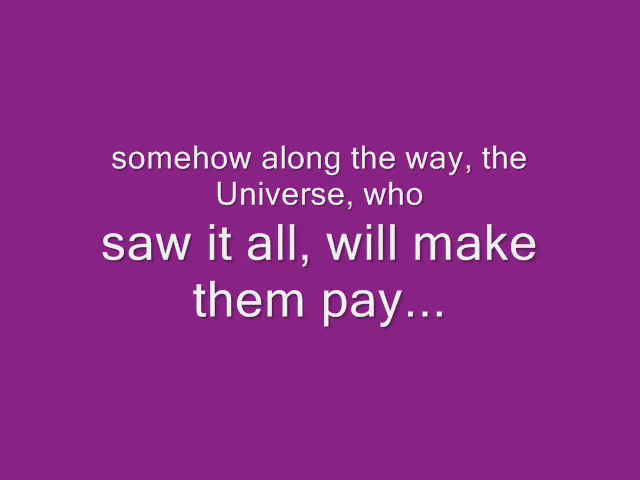 somehow along the way, the
Universe, who
saw it all, will make
them pay...